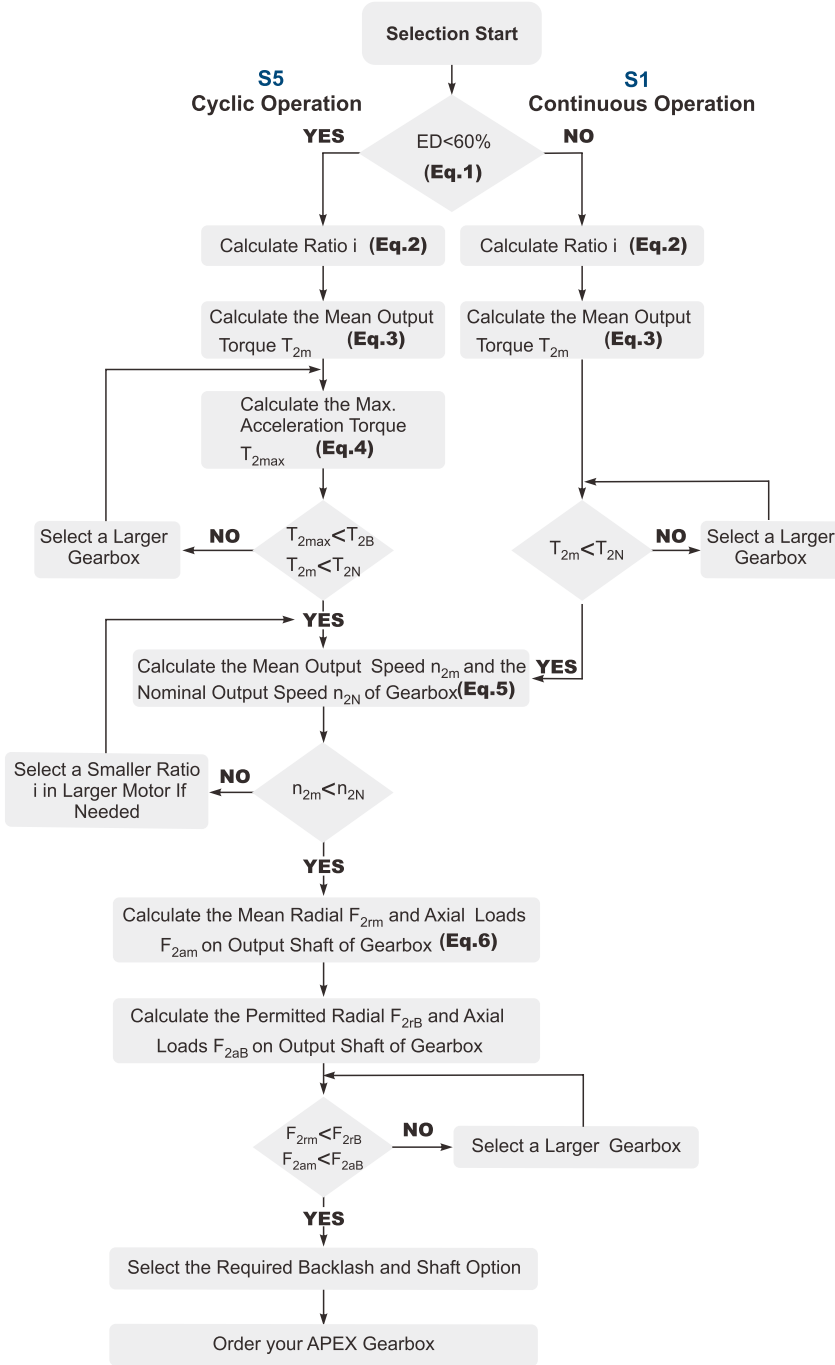 Selection Start
S5
Cyclic Operation
S1
Continuous Operation
YES
ED<60%
(Eq.1)
NO
Calculate Ratio i (Eq.2)
Calculate Ratio i (Eq.2)
Calculate the Mean Output
Torque T2m (Eq.3)
Calculate the Mean Output
Torque T2m (Eq.3)
Calculate the Max.
Acceleration Torque
T2max (Eq.4)
Select a Larger
Gearbox
NO
T2max<T2B
T2m<T2N
T2m<T2N
NO
Select a Larger
Gearbox
YES
Calculate the Mean Output Speed n2m and the
Nominal Output Speed n2N of Gearbox(Eq.5)
YES
Select a Smaller Ratio
i in Larger Motor If
Needed
NO
n2m<n2N
YES
Calculate the Mean Radial F2rm and Axial Loads
F2am on Output Shaft of Gearbox (Eq.6)
Calculate the Permitted Radial F2rB and Axial
Loads F2aB on Output Shaft of Gearbox
F2rm<F2rB
F2am<F2aB
NO
Select a Larger Gearbox
YES
Select the Required Backlash and Shaft Option
Order your APEX Gearbox